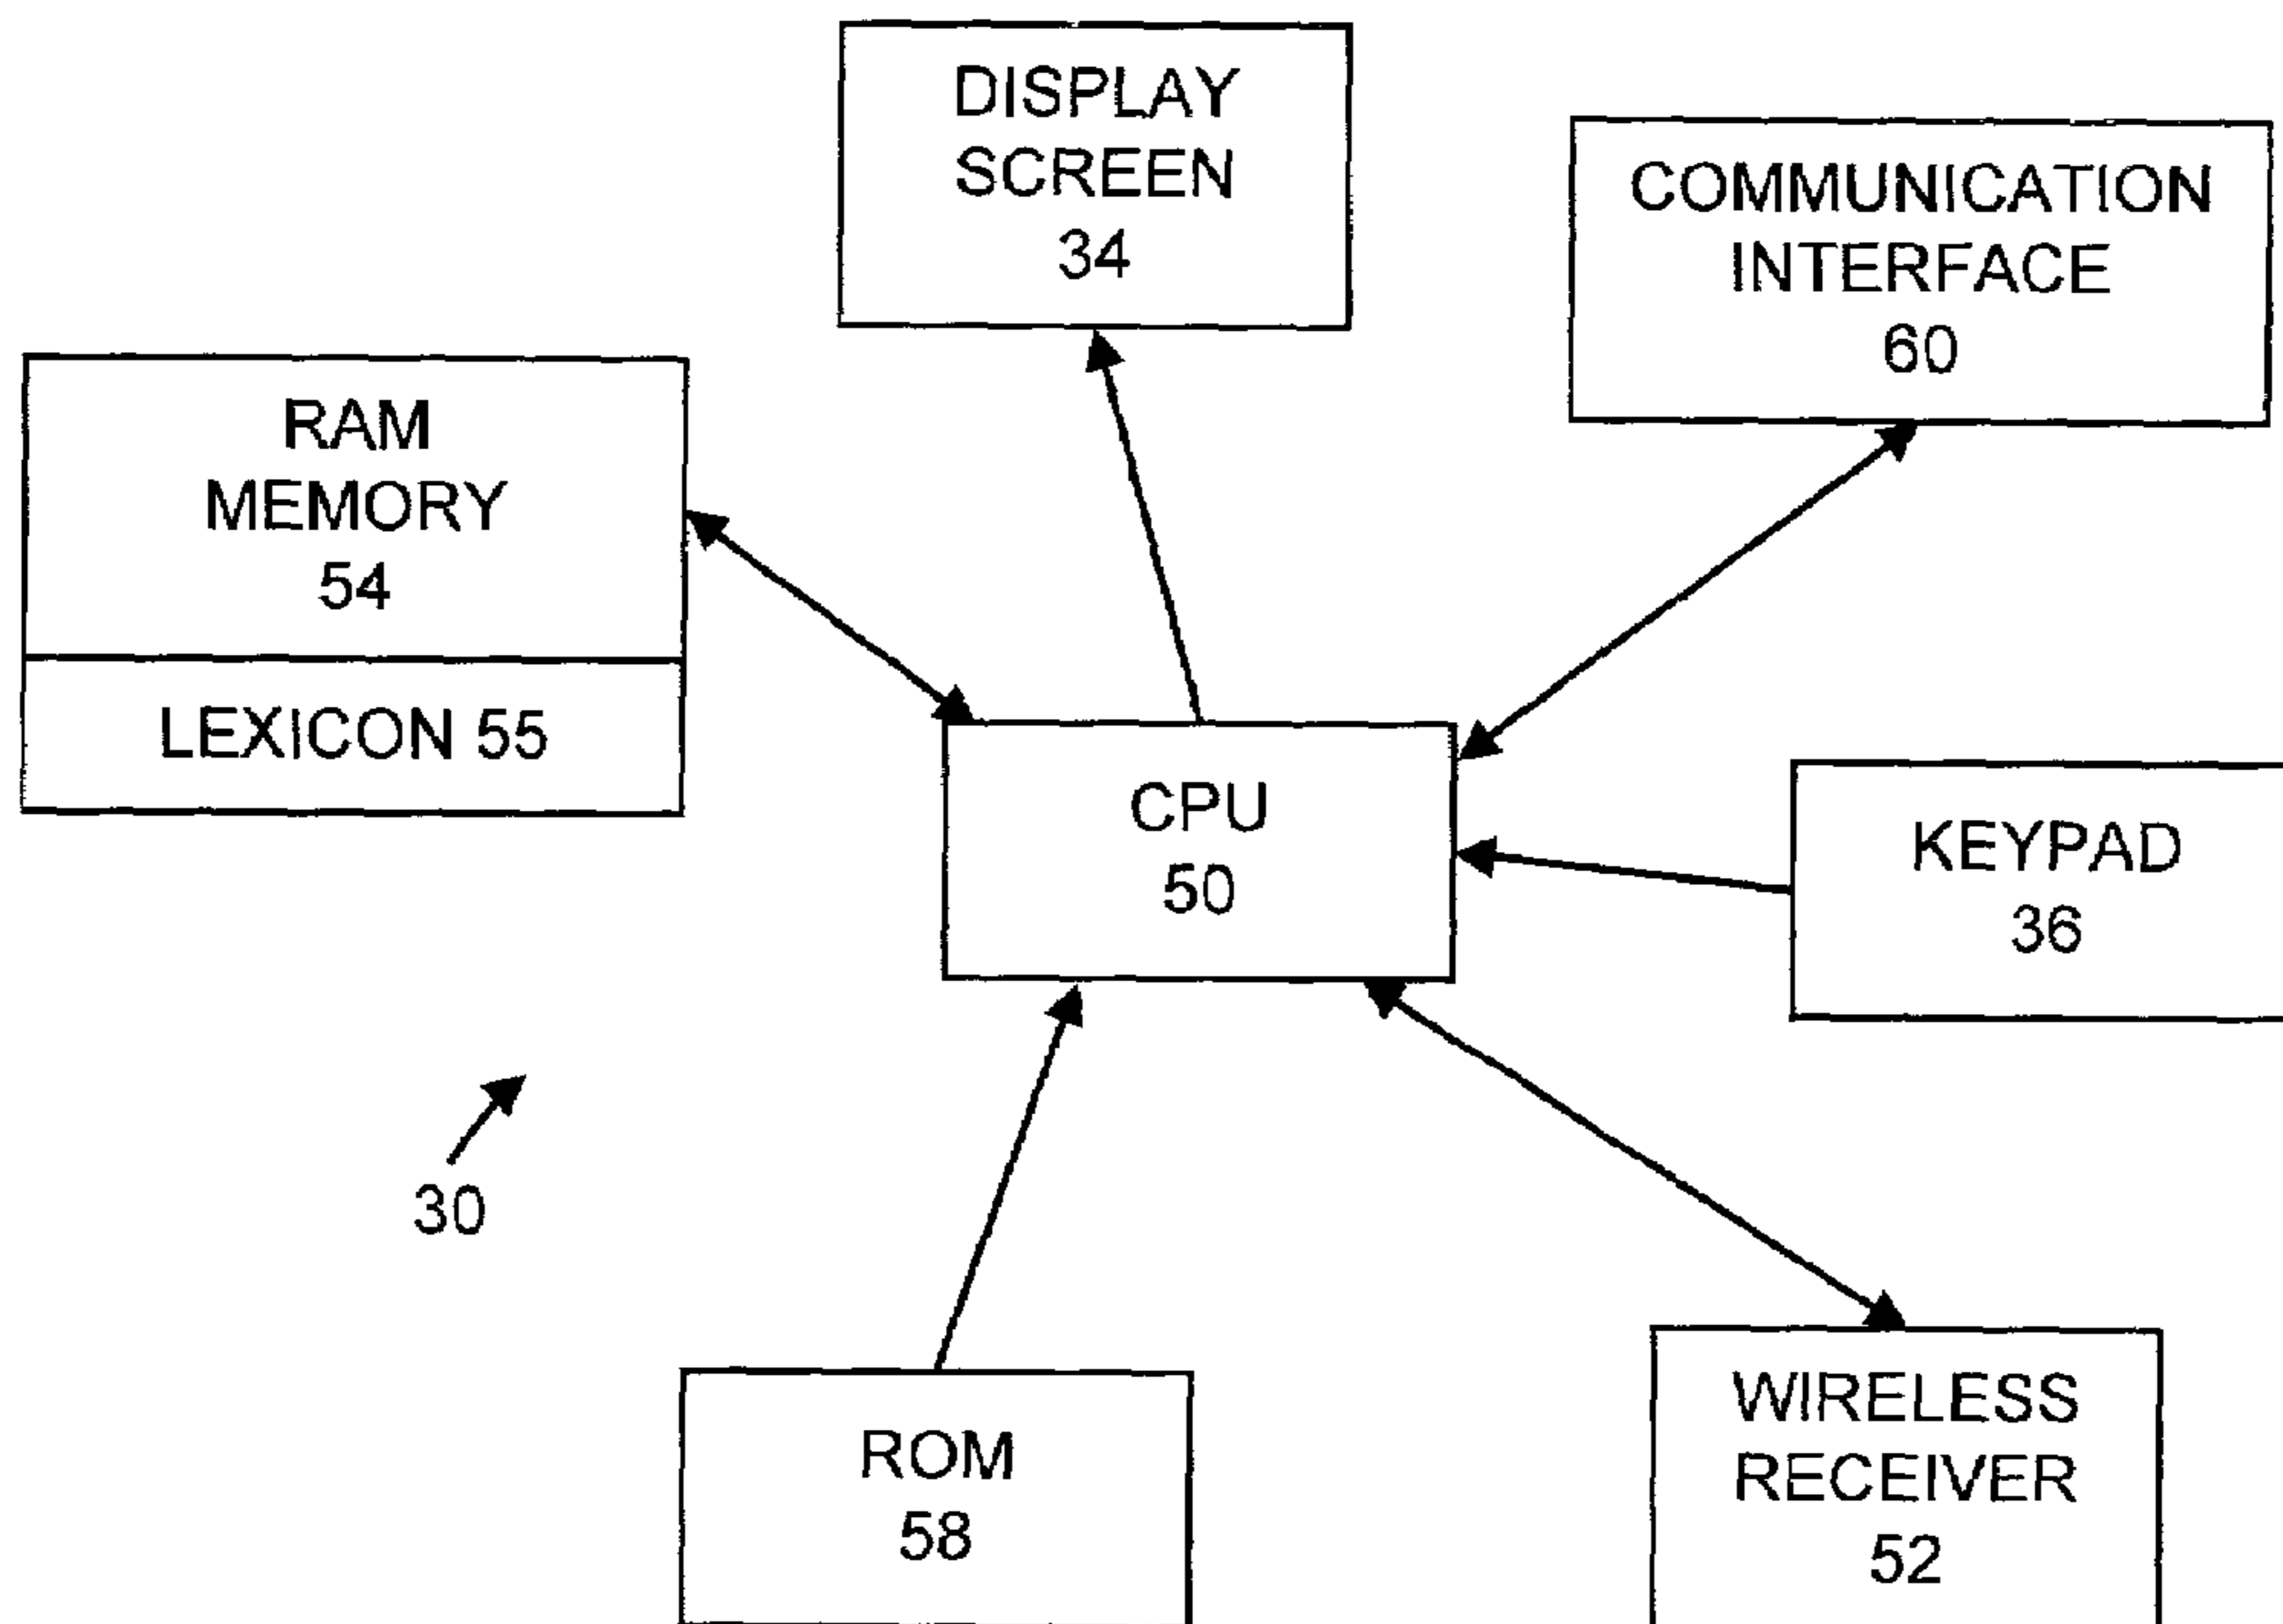 DISPLAY
SCREEN
34
COMMUNICATION
INTERFACE
60
RAM
MEMORY
54
LEXICON 55
CPU
50
KEYPAD
36
30
ROM
58
WIRELESS
RECEIVER
52